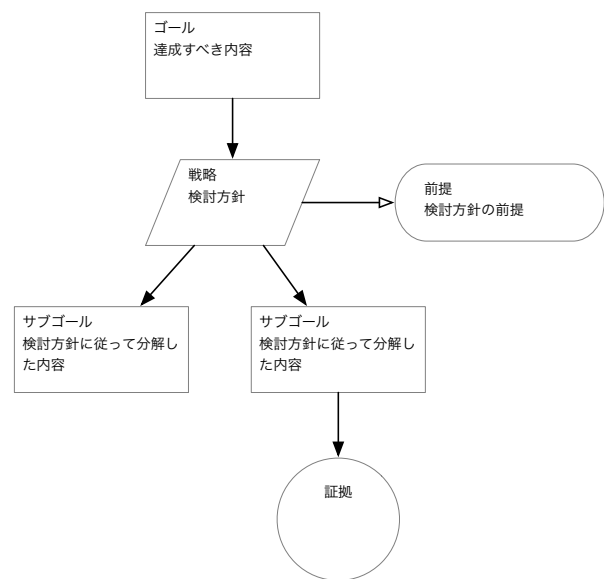 ゴール
達成すべき内容
戦略
検討方針
前提
検討方針の前提
サブゴール
検討方針に従って分解し
た内容
サブゴール
検討方針に従って分解し
た内容
証拠